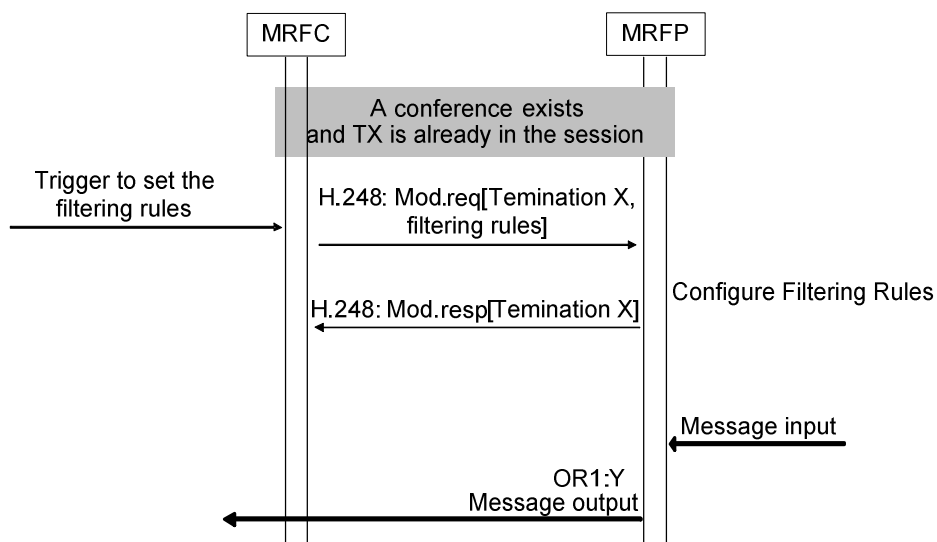 MRFC
MRFP
A conference exists
and TX is already in the session
Trigger to set the
filtering rules
H.248: Mod.req[Temination X,
filtering rules]
Configure Filtering Rules
H.248: Mod.resp[Temination X]
Message input
OR1:Y
Message output